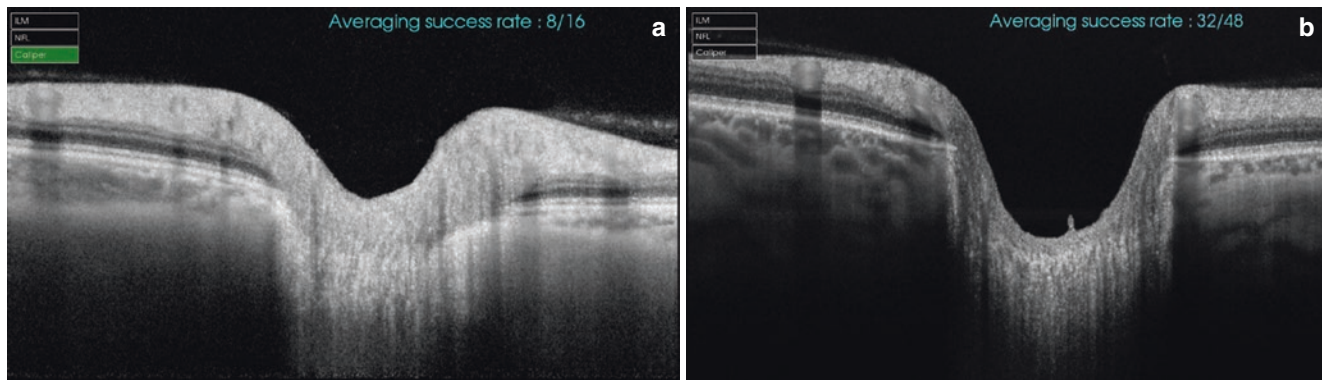 Averaging success rate : 8/16
a
ILM
NFL
Caliper
Averaging success rate : 32/48
b
ILM
NFL
Caliper